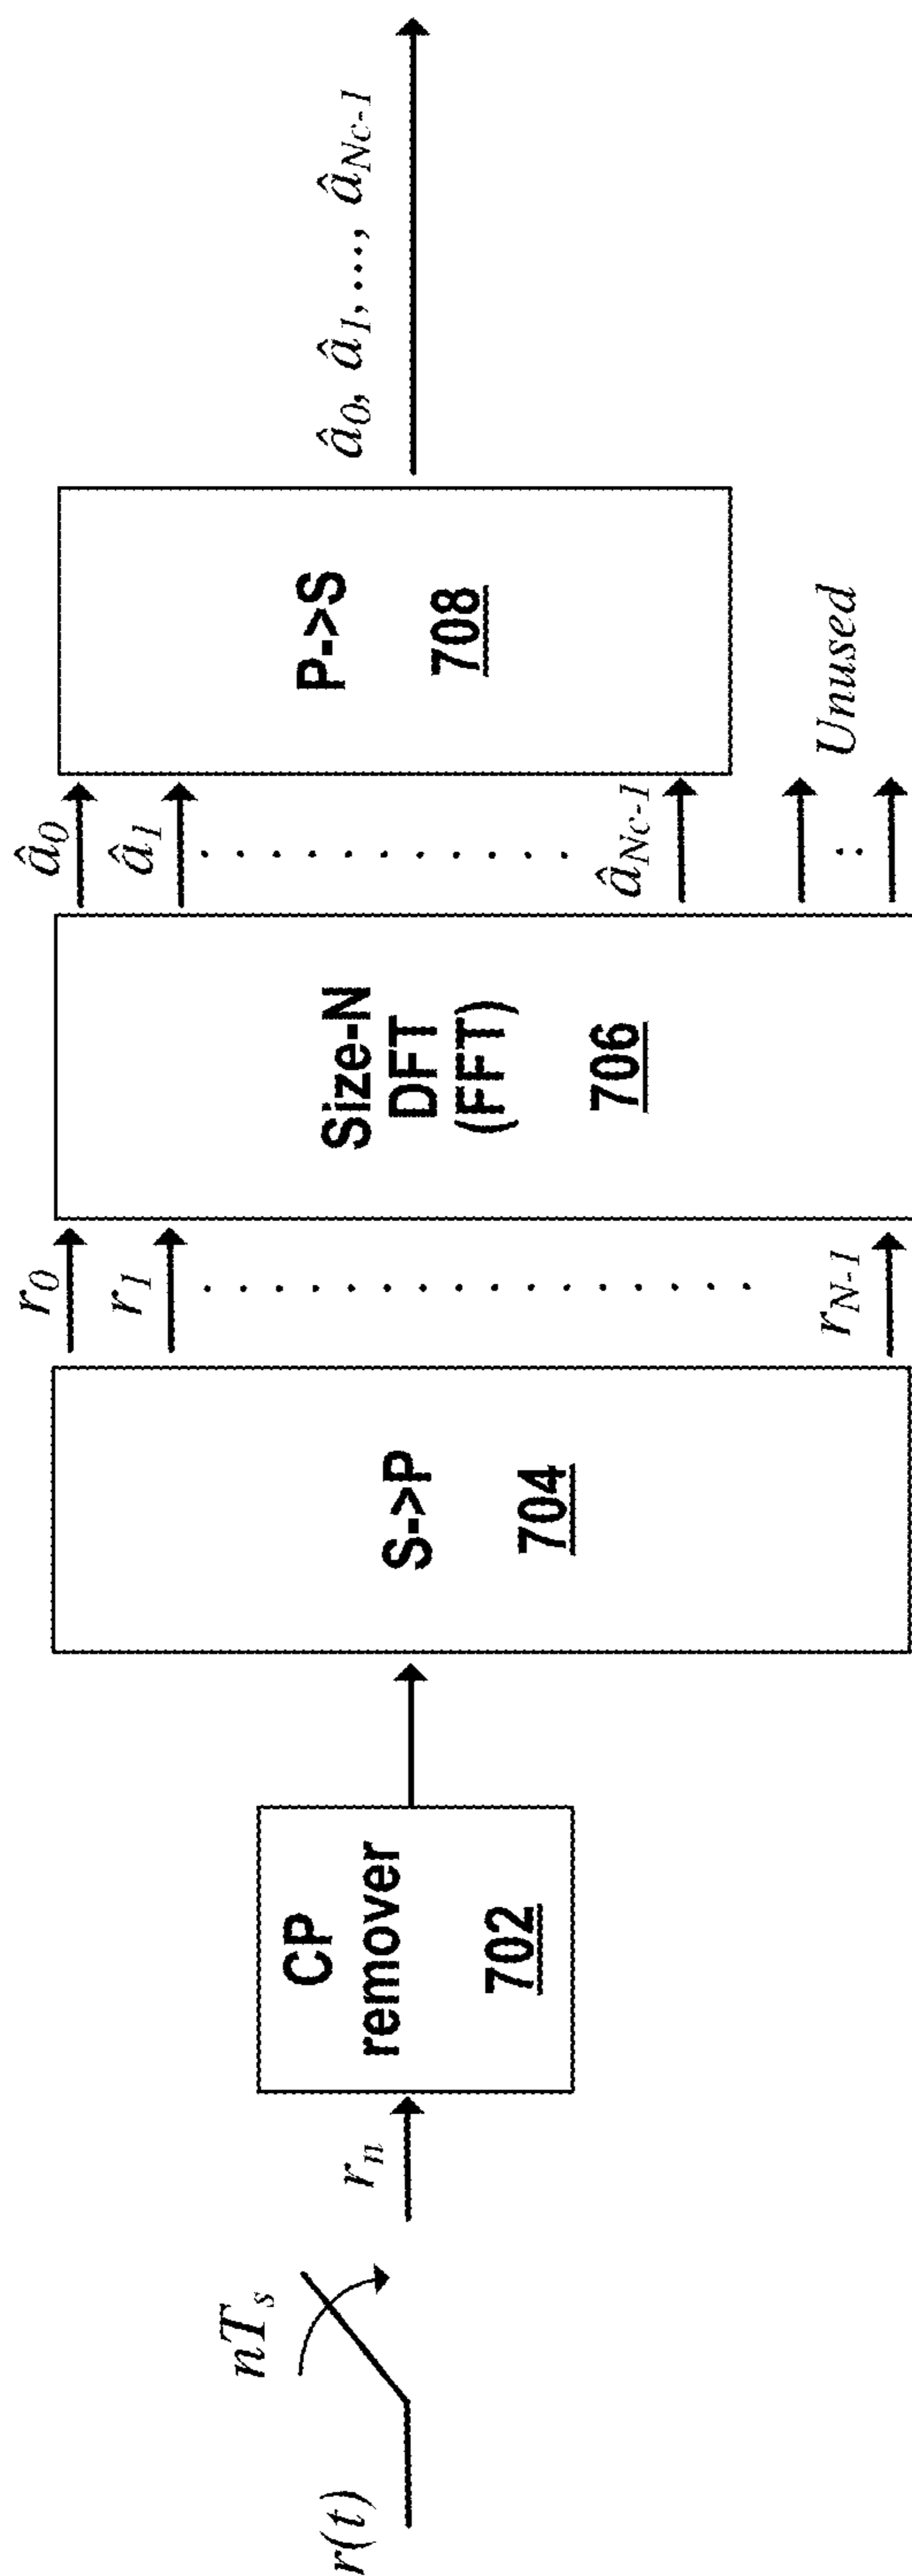 r(t)
nT_s
r_n
CP
remover
702
S->P
704
r_0
r_1
r_{N-1}
Size-N
DFT
(FFT)
706
â_0
â_1
â_{Nc-1}
Unused
P->S
708
â_0, â_1,..., â_{Nc-1}